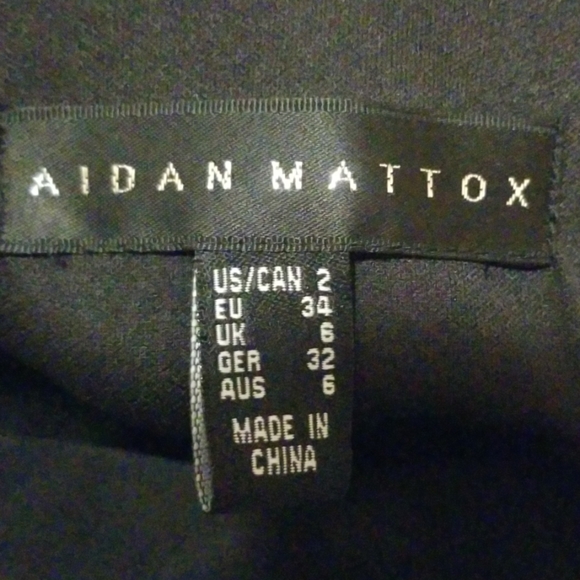 AIDAN MATTOX
US/CAN 2
EU 34
UK 6
GER 32
AUS 6
MADE IN
CHINA